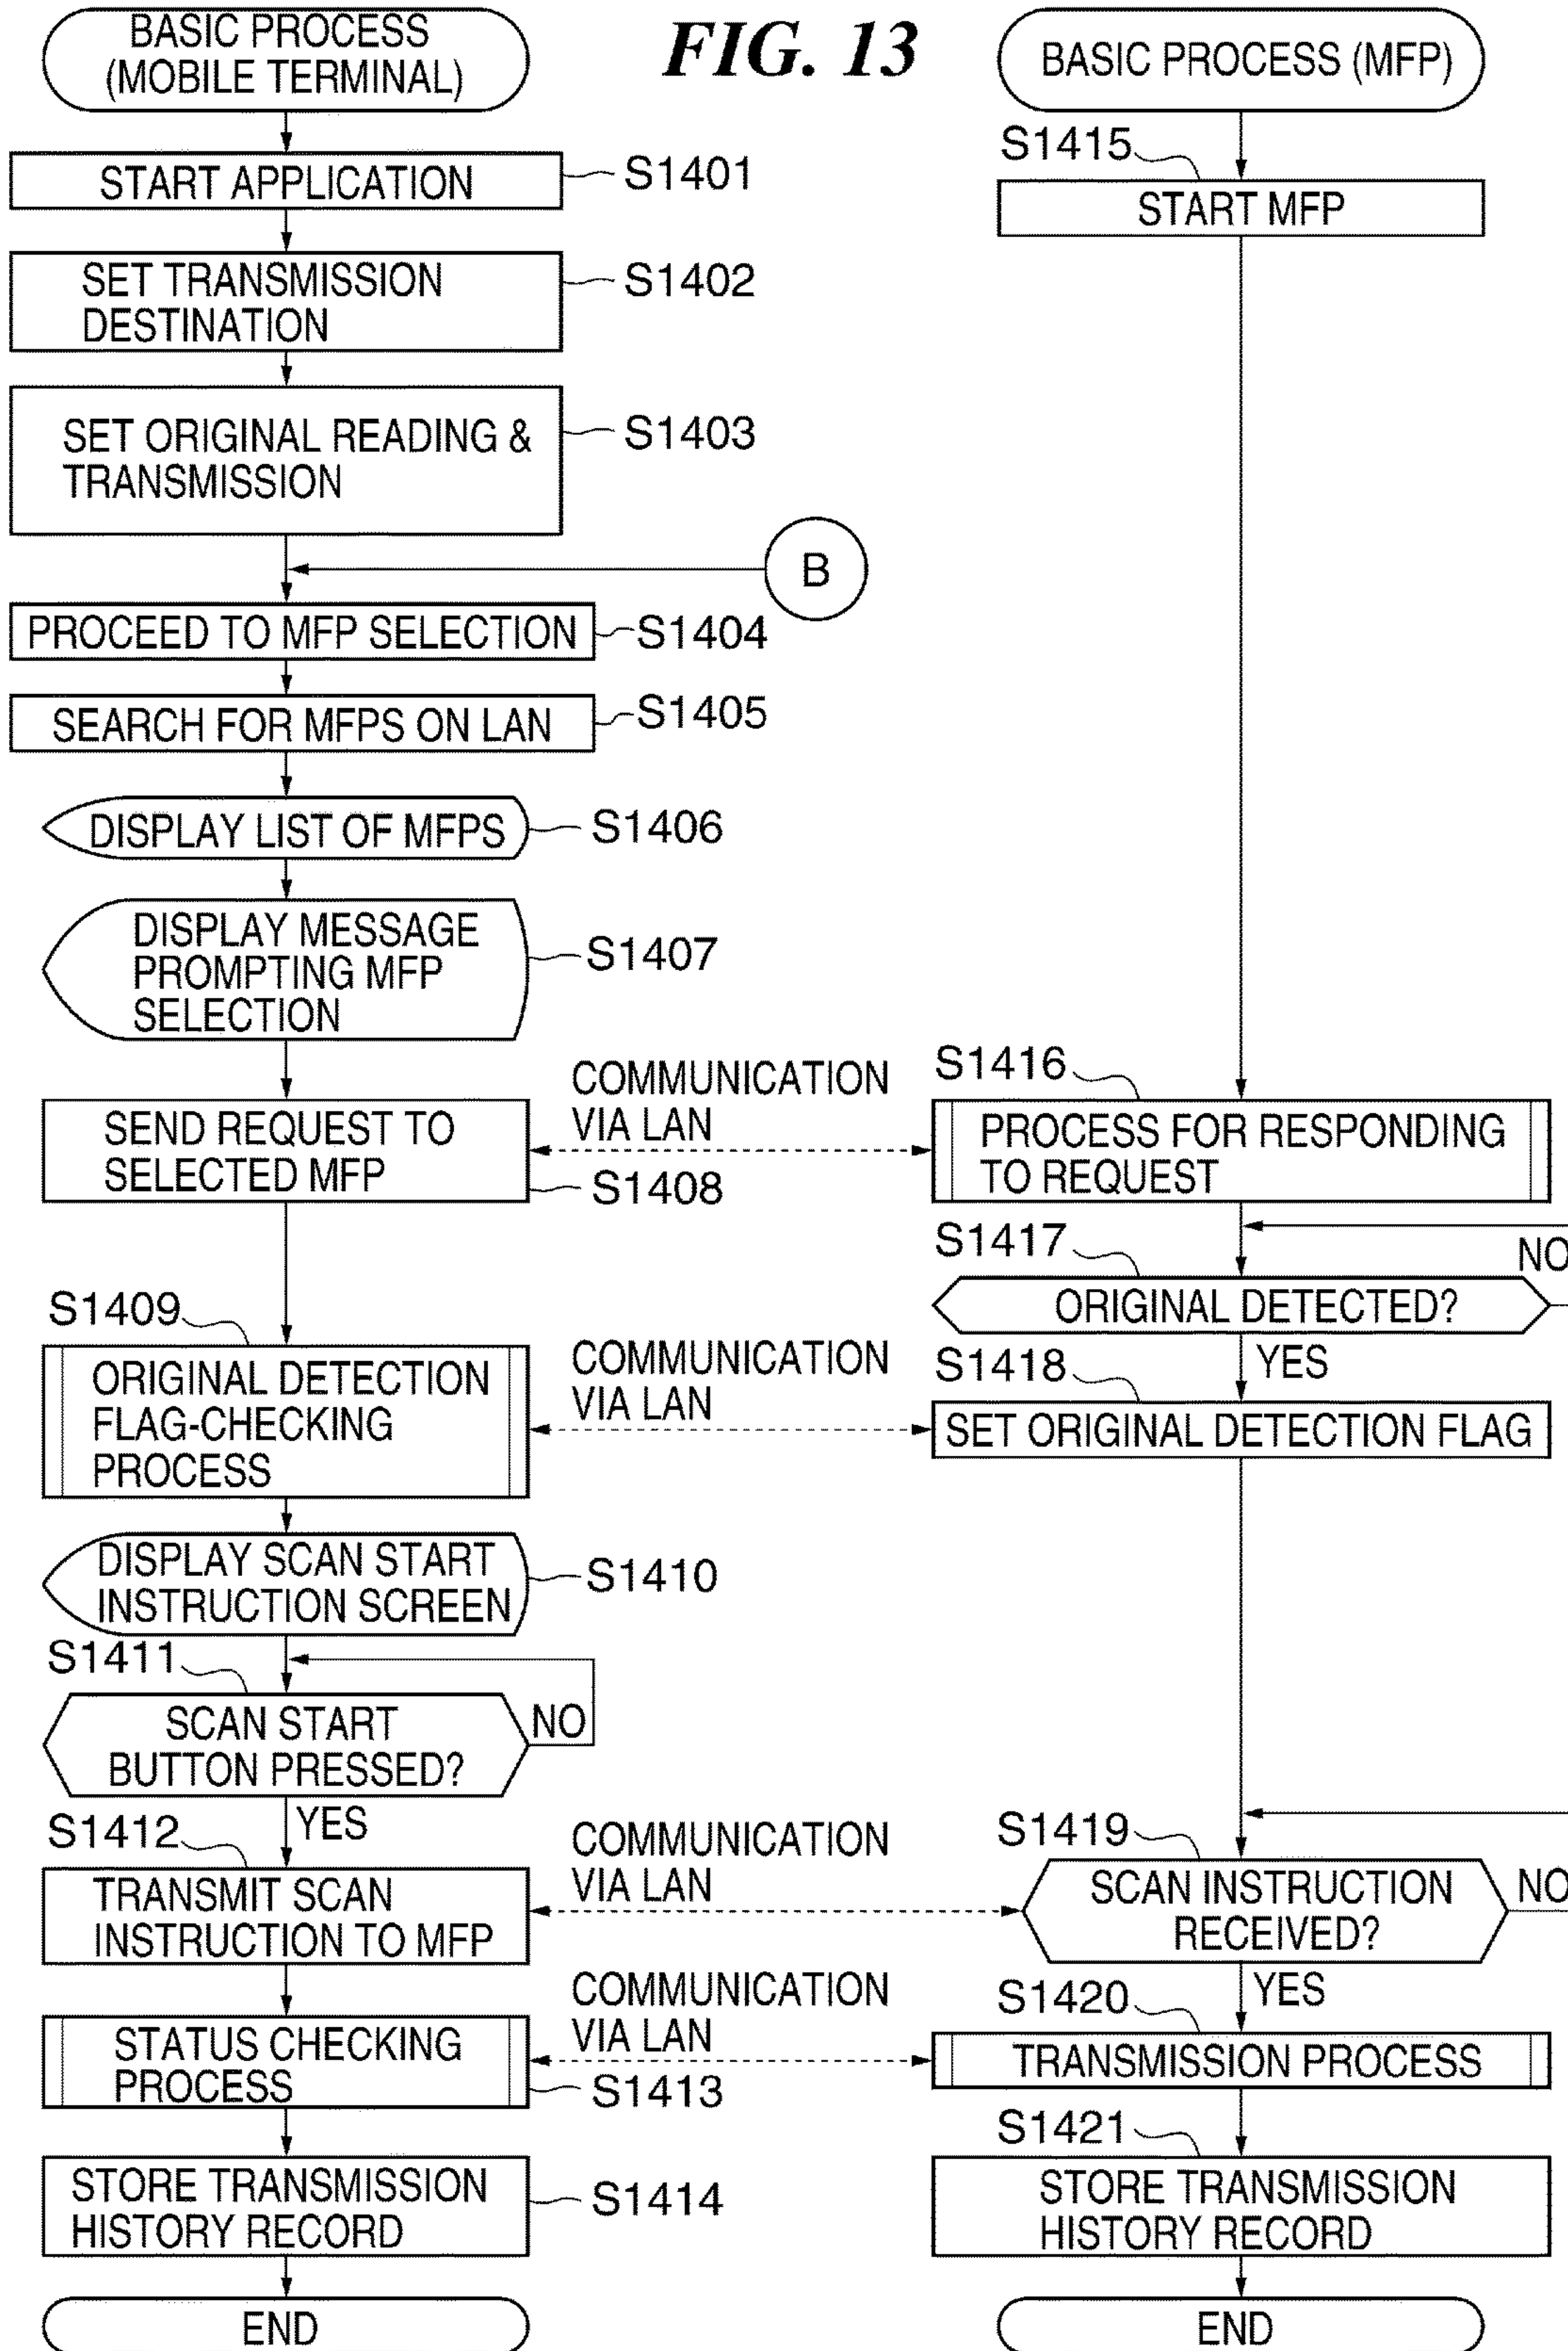 FIG. 13
BASIC PROCESS
(MOBILE TERMINAL)
START APPLICATION
S1401
SET TRANSMISSION
DESTINATION
S1402
SET ORIGINAL READING &
TRANSMISSION
S1403
B
PROCEED TO MFP SELECTION
S1404
SEARCH FOR MFPS ON LAN
S1405
DISPLAY LIST OF MFPS
S1406
DISPLAY MESSAGE
PROMPTING MFP
SELECTION
S1407
SEND REQUEST TO
SELECTED MFP
S1408
COMMUNICATION
VIA LAN
S1409
ORIGINAL DETECTION
FLAG-CHECKING
PROCESS
COMMUNICATION
VIA LAN
DISPLAY SCAN START
INSTRUCTION SCREEN
S1410
S1411
SCAN START
BUTTON PRESSED?
NO
YES
S1412
TRANSMIT SCAN
INSTRUCTION TO MFP
COMMUNICATION
VIA LAN
STATUS CHECKING
PROCESS
S1413
COMMUNICATION
VIA LAN
STORE TRANSMISSION
HISTORY RECORD
S1414
END
BASIC PROCESS (MFP)
S1415
START MFP
S1416
PROCESS FOR RESPONDING
TO REQUEST
S1417
ORIGINAL DETECTED?
NO
YES
S1418
SET ORIGINAL DETECTION FLAG
S1419
SCAN INSTRUCTION
RECEIVED?
NO
YES
S1420
TRANSMISSION PROCESS
S1421
STORE TRANSMISSION
HISTORY RECORD
END